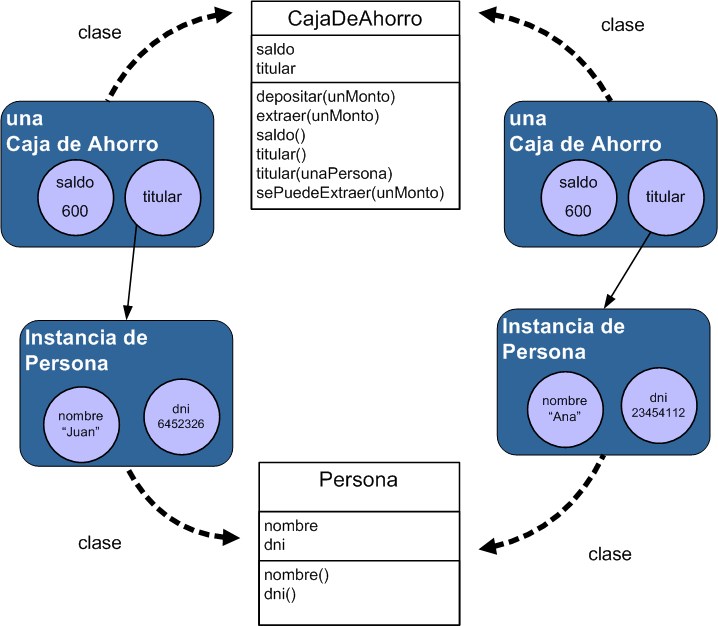 clase
CajaDeAhorro
clase
saldo
titular
depositar(unMonto)
extraer(unMonto)
saldo()
titular()
titular(unaPersona)
sePuedeExtraer(unMonto)
una
Caja de Ahorro
saldo
600
titular
una
Caja de Ahorro
saldo
600
titular
Instancia de
Persona
nombre
“Juan”
dni
6452326
Instancia de
Persona
nombre
“Ana”
dni
23454112
clase
Persona
nombre
dni
nombre()
dni()
clase